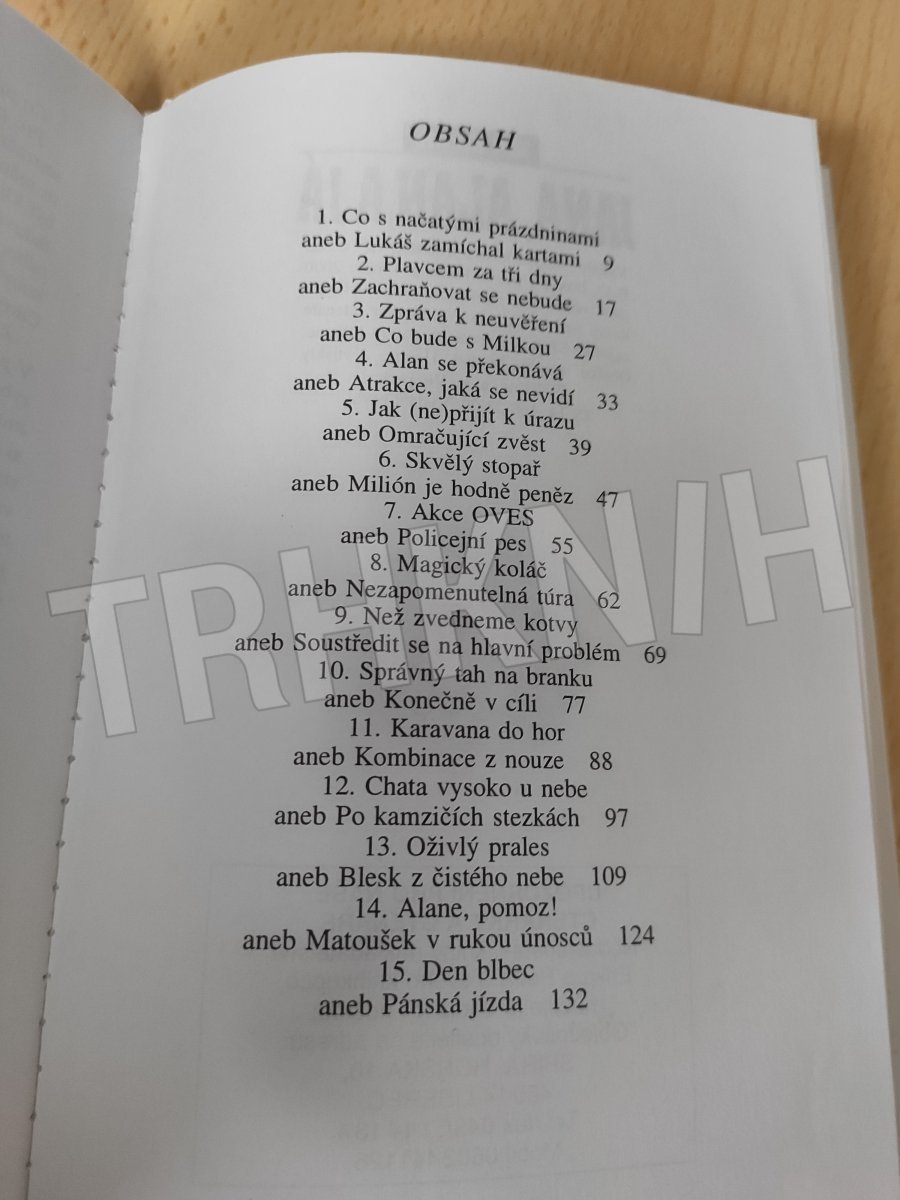 OBSAH
1. Co s načatými prázdninami
aneb Lukáš zamíchal kartami 9
2. Plavcem za tři dny
aneb Zachraňovat se nebude 17
3. Zpráva k neuvěření
aneb Co bude s Milkou 27
4. Alan se překonává
aneb Atrakce, jaká se nevidí 33
5. Jak (ne)přijít k úrazu
aneb Omračující zvěst 39
6. Skvělý stopař
aneb Milión je hodně peněz 47
7. Akce OVES
aneb Policejní pes 55
8. Magický koláč
aneb Nezapomenutelná túra 62
9. Než zvedneme kotvy
aneb Soustředit se na hlavní problém 69
10. Správný tah na branku
aneb Konečně v cíli 77
11. Karavana do hor
aneb Kombinace z nouze 88
12. Chata vysoko u nebe
aneb Po kamzičích stezkách 97
13. Oživlý prales
aneb Blesk z čistého nebe 109
14. Alane, pomoz!
aneb Matoušek v rukou únosců 124
15. Den blbec
aneb Pánská jízda 132
TRHKNIH